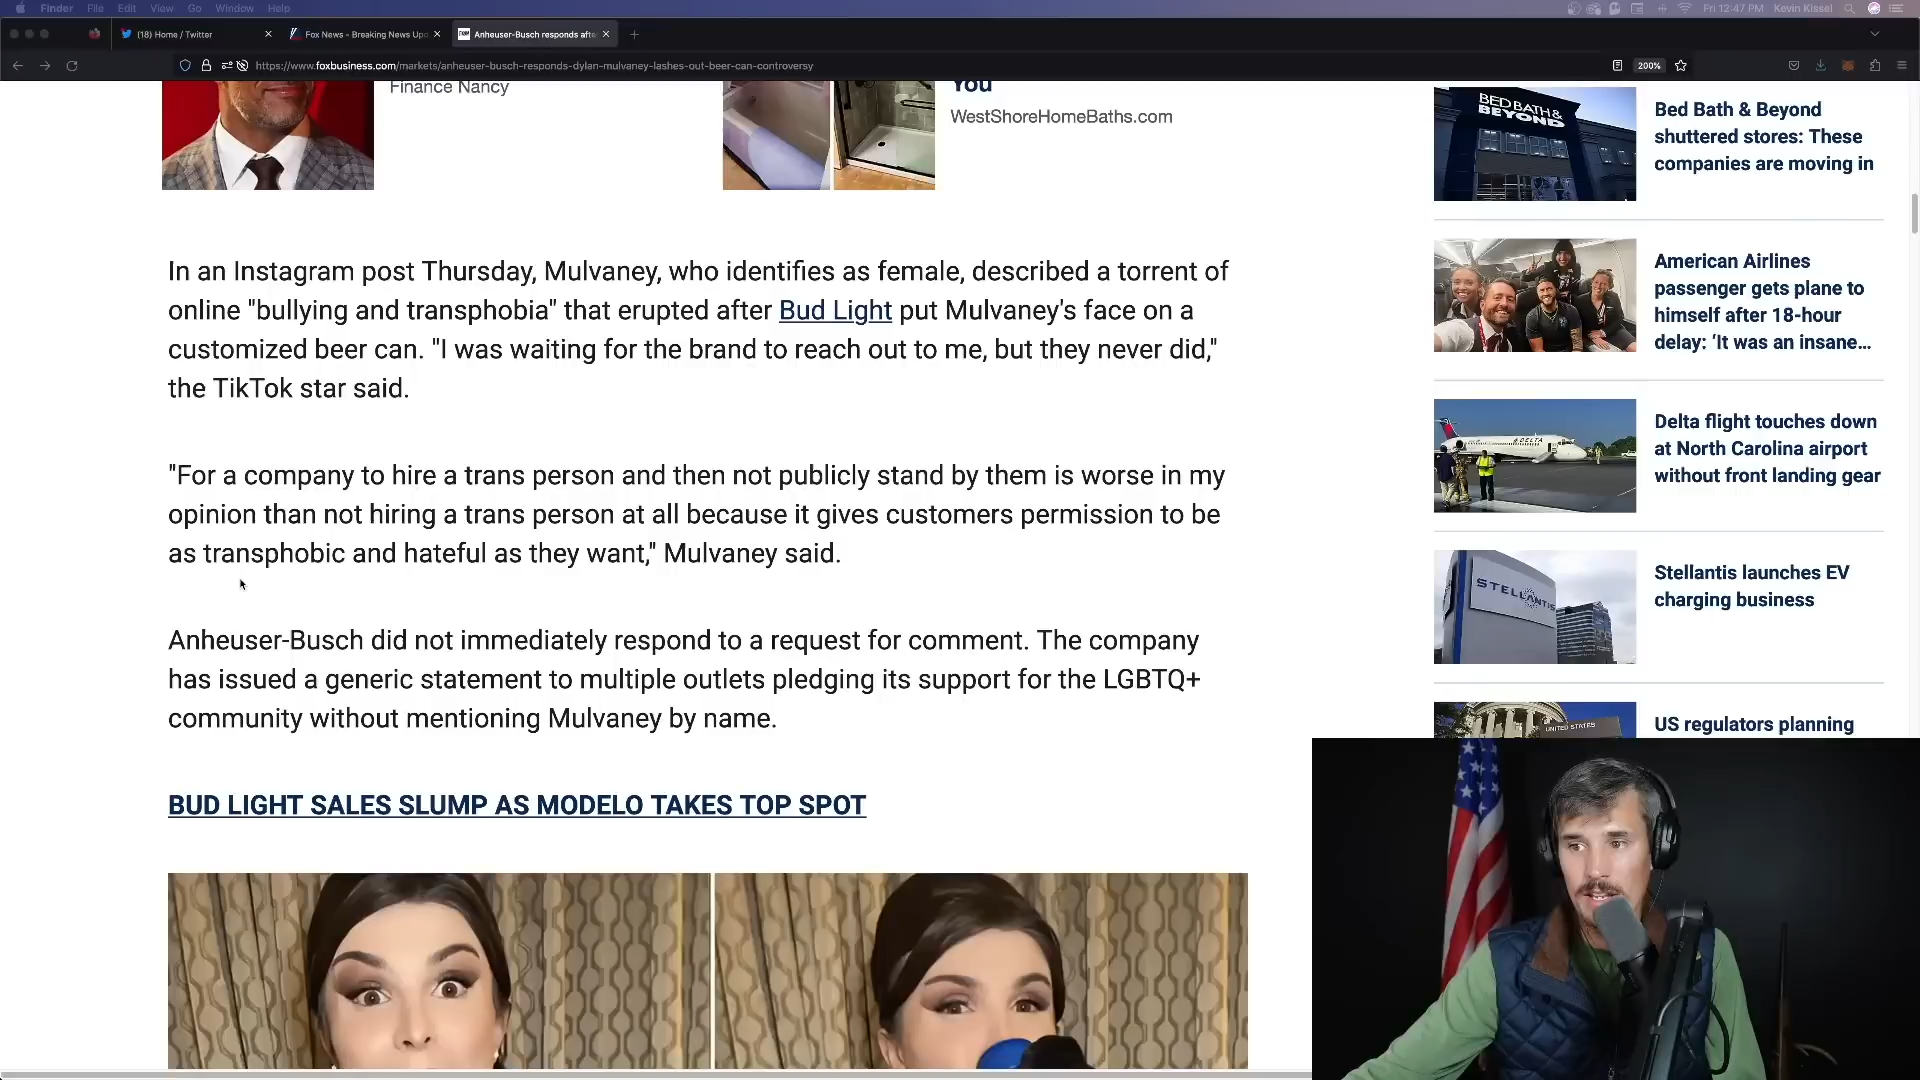 Finder File Edit View Go Window Help
Fri 12:47 PM Kevin Kissel
(18) Home / Twitter
Fox News - Breaking News Upd
Anheuser-Busch responds afte
https://www.foxbusiness.com/markets/anheuser-busch-responds-dylan-mulvaney-lashes-out-beer-can-controversy
200%
Finance Nancy
You
WestShoreHomeBaths.com
In an Instagram post Thursday, Mulvaney, who identifies as female, described a torrent of
online "bullying and transphobia" that erupted after Bud Light put Mulvaney's face on a
customized beer can. "I was waiting for the brand to reach out to me, but they never did,"
the TikTok star said.
"For a company to hire a trans person and then not publicly stand by them is worse in my
opinion than not hiring a trans person at all because it gives customers permission to be
as transphobic and hateful as they want," Mulvaney said.
Anheuser-Busch did not immediately respond to a request for comment. The company
has issued a generic statement to multiple outlets pledging its support for the LGBTQ+
community without mentioning Mulvaney by name.
BUD LIGHT SALES SLUMP AS MODELO TAKES TOP SPOT
BED BATH &
BEYOND
Bed Bath & Beyond
shuttered stores: These
companies are moving in
American Airlines
passenger gets plane to
himself after 18-hour
delay: ‘It was an insane...
DELTA
Delta flight touches down
at North Carolina airport
without front landing gear
STELLANTIS
Stellantis launches EV
charging business
UNITED STATES
US regulators planning